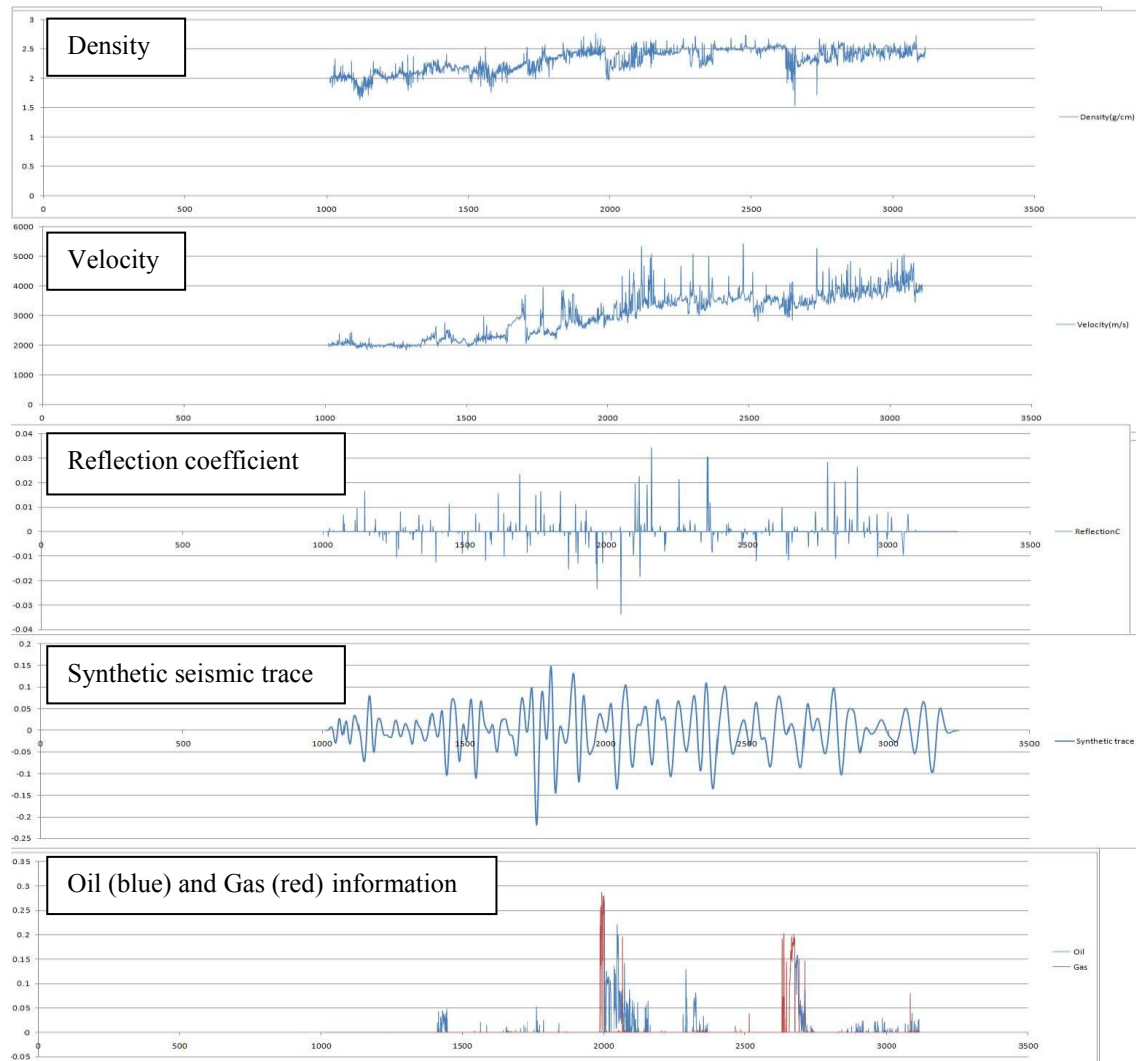 Density
3
2.5
2
1.5
1
0.5
0
0 500 1000 1500 2000 2500 3000 3500
Density(g/cm)
Velocity
6000
5000
4000
3000
2000
1000
0
0 500 1000 1500 2000 2500 3000 3500
Velocity(m/s)
Reflection coefficient
0.04
0.03
0.02
0.01
0
-0.01
-0.02
-0.03
-0.04
0 500 1000 1500 2000 2500 3000 3500
ReflectionC
Synthetic seismic trace
0.2
0.15
0.1
0.05
0
-0.05
-0.1
-0.15
-0.2
-0.25
0 500 1000 1500 2000 2500 3000 3500
Synthetic trace
Oil (blue) and Gas (red) information
0.35
0.3
0.25
0.2
0.15
0.1
0.05
0
-0.05
0 500 1000 1500 2000 2500 3000 3500
Oil
Gas